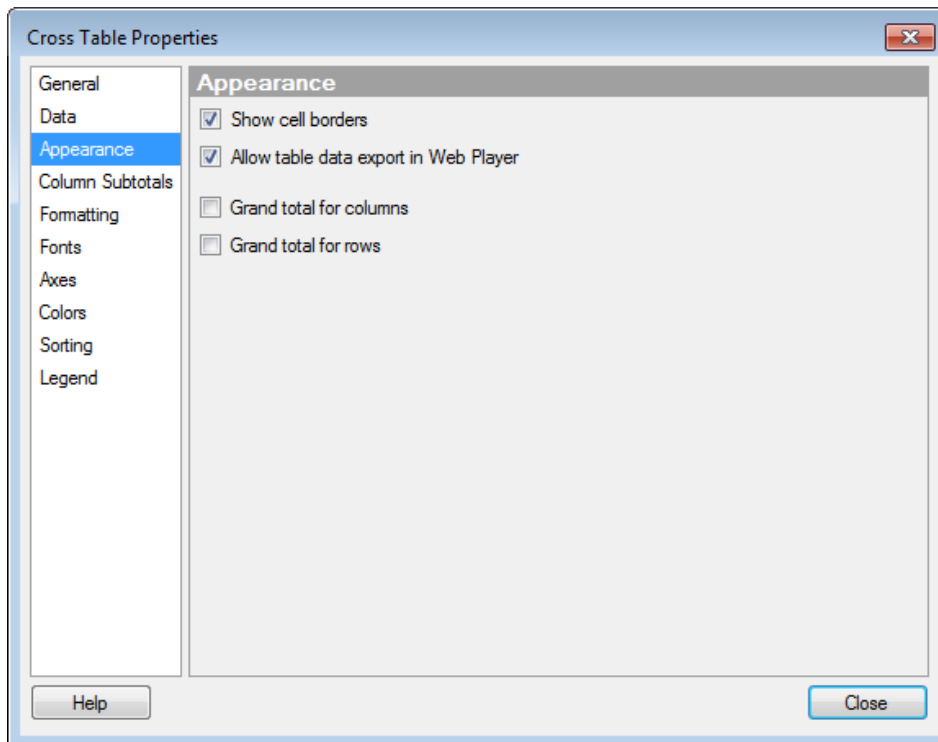 Cross Table Properties
General
Data
Appearance
Column Subtotals
Formatting
Fonts
Axes
Colors
Sorting
Legend
Appearance
Show cell borders
Allow table data export in Web Player
Grand total for columns
Grand total for rows
Help
Close